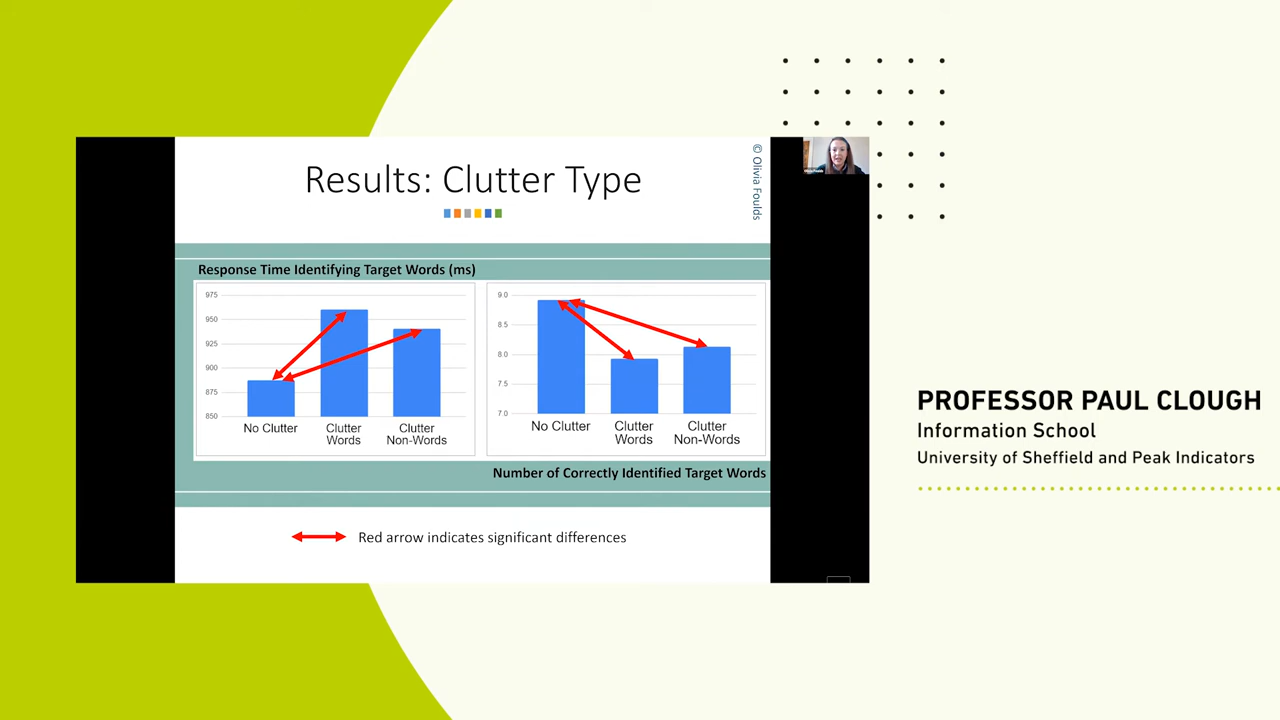 Results: Clutter Type
© Olivia Foulds
Olivia Foulds
Response Time Identifying Target Words (ms)
975
950
925
900
875
850
No Clutter
Clutter
Words
Clutter
Non-Words
9.0
8.5
8.0
7.5
7.0
No Clutter
Clutter
Words
Clutter
Non-Words
Number of Correctly Identified Target Words
Red arrow indicates significant differences
PROFESSOR PAUL CLOUGH
Information School
University of Sheffield and Peak Indicators